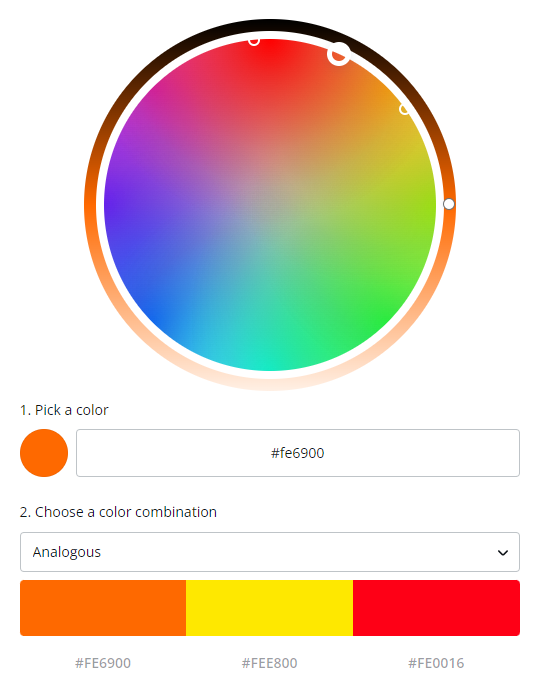 1. Pick a color
#fe6900
2. Choose a color combination
Analogous
#FE6900 #FEE800 #FE0016